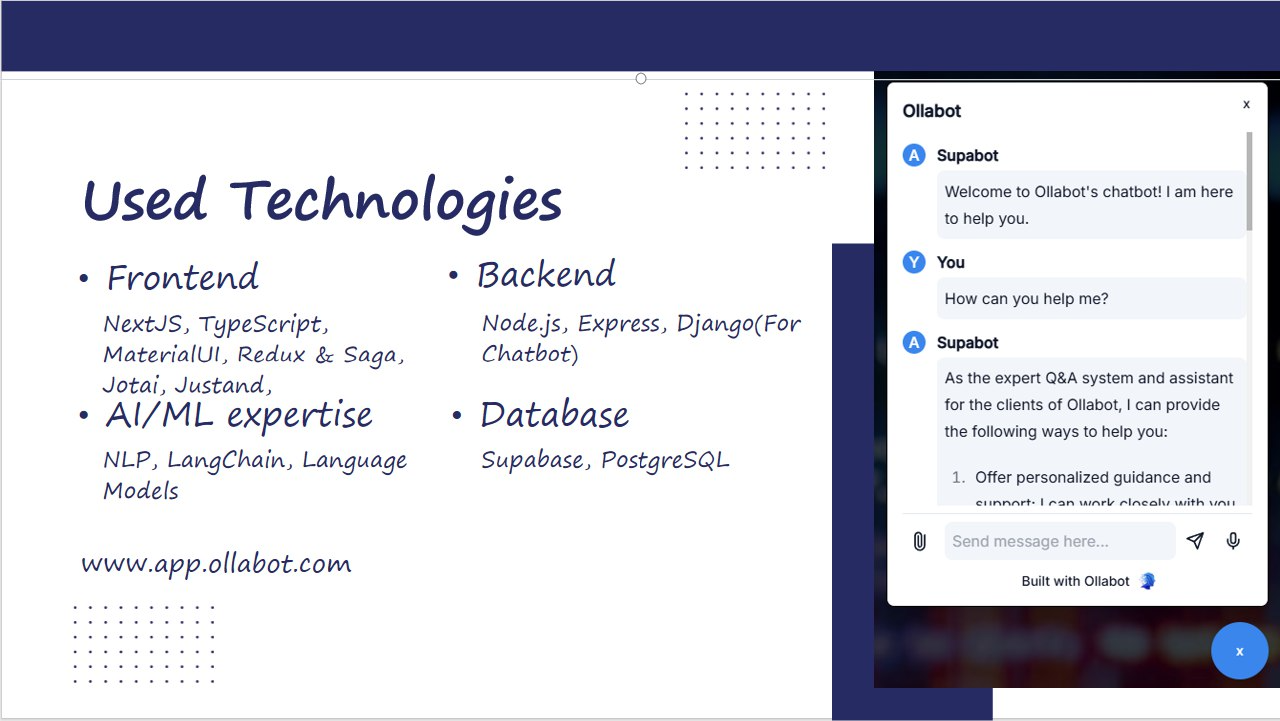 Used Technologies
• Frontend
NextJS, TypeScript,
MaterialUI, Redux & Saga,
Jotai, Justand,
• AI/ML expertise
NLP, LangChain, Language
Models
• Backend
Node.js, Express, Django(For
Chatbot)
• Database
Supabase, PostgreSQL
www.app.ollabot.com
Ollabot
x
A Supabot
Welcome to Ollabot's chatbot! I am here
to help you.
Y You
How can you help me?
A Supabot
As the expert Q&A system and assistant
for the clients of Ollabot, I can provide
the following ways to help you:
1. Offer personalized guidance and
support: I can work closely with you
Send message here...
Built with Ollabot
x